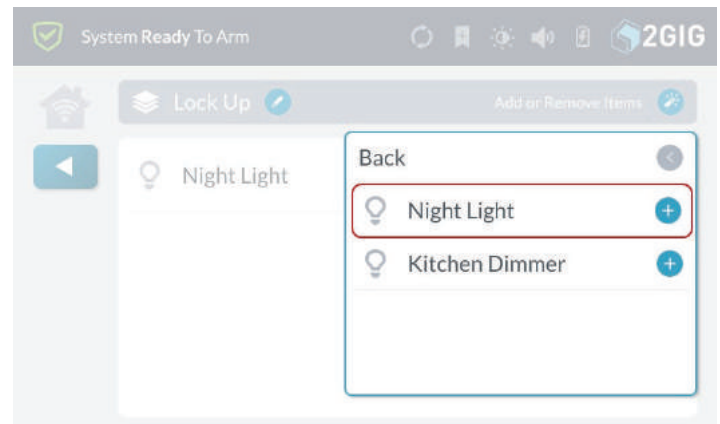 System Ready To Arm
2GIG
Lock Up
Add or Remove Items
Night Light
Back
Night Light
Kitchen Dimmer